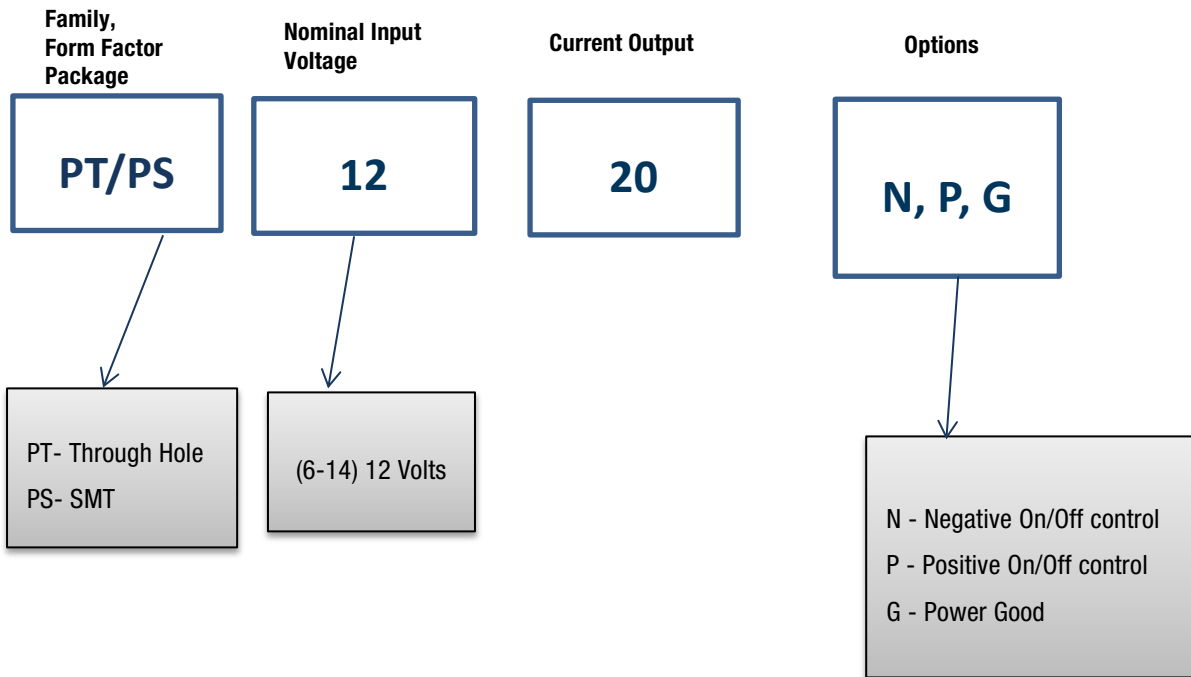 Family,
Form Factor
Package
Nominal Input
Voltage
Current Output
Options
PT/PS
12
20
N, P, G
PT- Through Hole
PS- SMT
(6-14) 12 Volts
N - Negative On/Off control
P - Positive On/Off control
G - Power Good